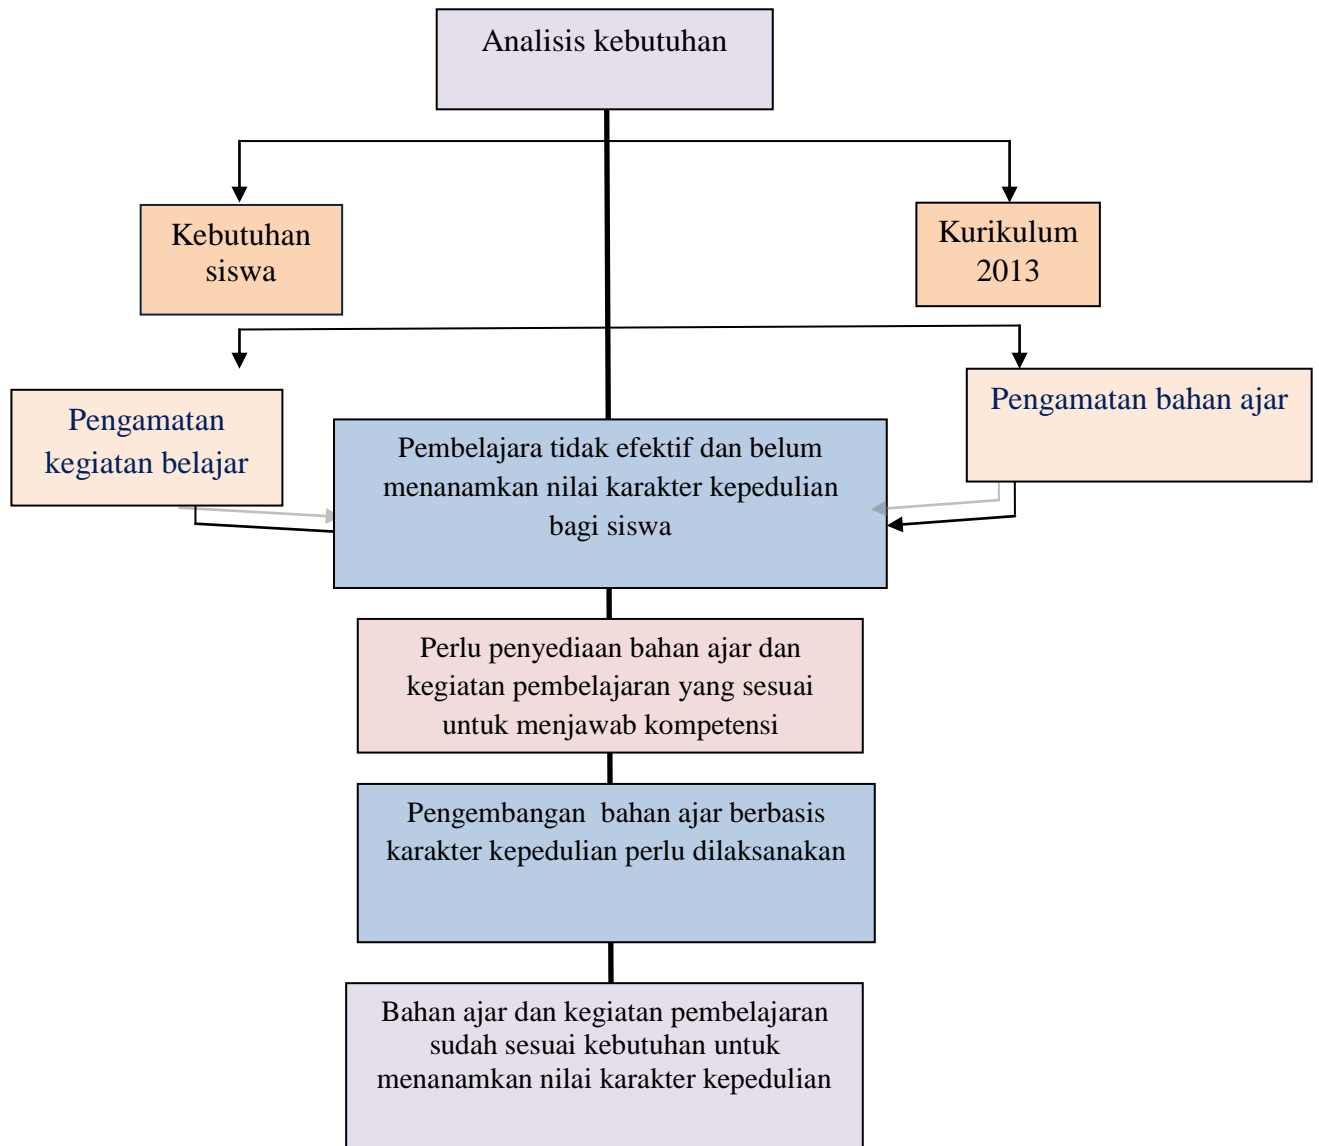 Analisis kebutuhan
Kebutuhan
siswa
Kurikulum
2013
Pengamatan
kegiatan belajar
Pengamatan bahan ajar
Pembelajara tidak efektif dan belum
menanamkan nilai karakter kepedulian
bagi siswa
Perlu penyediaan bahan ajar dan
kegiatan pembelajaran yang sesuai
untuk menjawab kompetensi
Pengembangan  bahan ajar berbasis
karakter kepedulian perlu dilaksanakan
Bahan ajar dan kegiatan pembelajaran
sudah sesuai kebutuhan untuk
menanamkan nilai karakter kepedulian